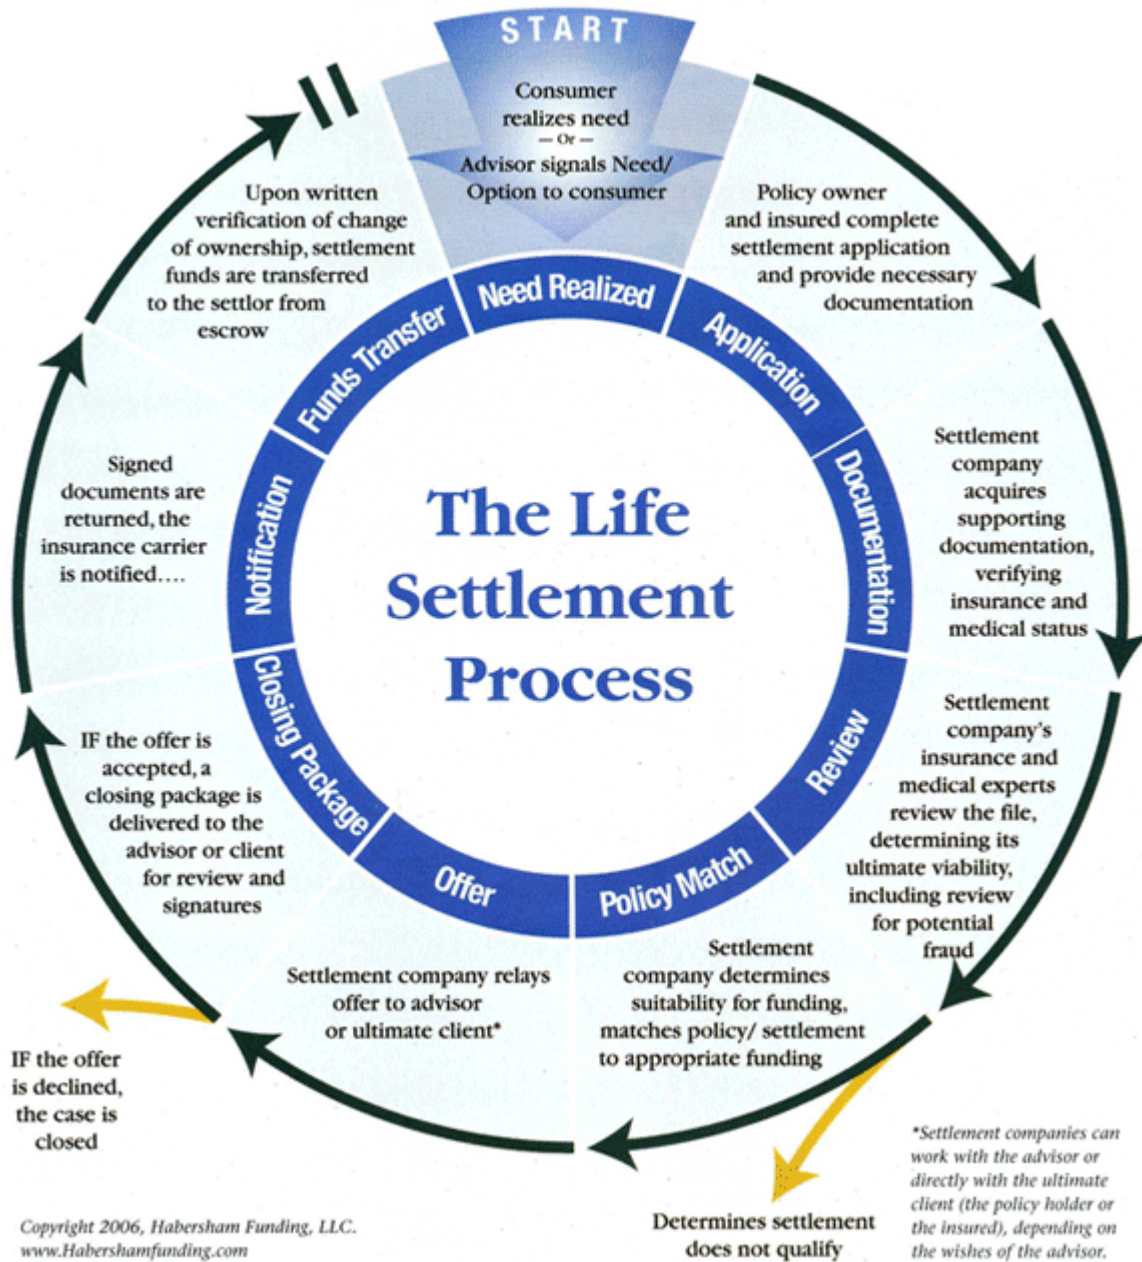 START
Consumer
realizes need
— Or —
Advisor signals Need/
Option to consumer
Need Realized
Policy owner
and insured complete
settlement application
and provide necessary
documentation
Application
Settlement
company
acquires
supporting
documentation,
verifying
insurance and
medical status
Documentation
Settlement
company's
insurance and
medical experts
review the file,
determining its
ultimate viability,
including review
for potential
fraud
Review
Settlement
company determines
suitability for funding,
matches policy/ settlement
to appropriate funding
Policy Match
Determines settlement
does not qualify
Settlement company relays
offer to advisor
or ultimate client*
Offer
IF the offer
is declined,
the case is
closed
IF the offer is
accepted, a
closing package is
delivered to the
advisor or client
for review and
signatures
Closing Package
Signed
documents are
returned, the
insurance carrier
is notified....
Notification
Upon written
verification of change
of ownership, settlement
funds are transferred
to the settlor from
escrow
Funds Transfer
The Life
Settlement
Process
*Settlement companies can
work with the advisor or
directly with the ultimate
client (the policy holder or
the insured), depending on
the wishes of the advisor.
Copyright 2006, Habersham Funding, LLC.
www.Habershamfunding.com